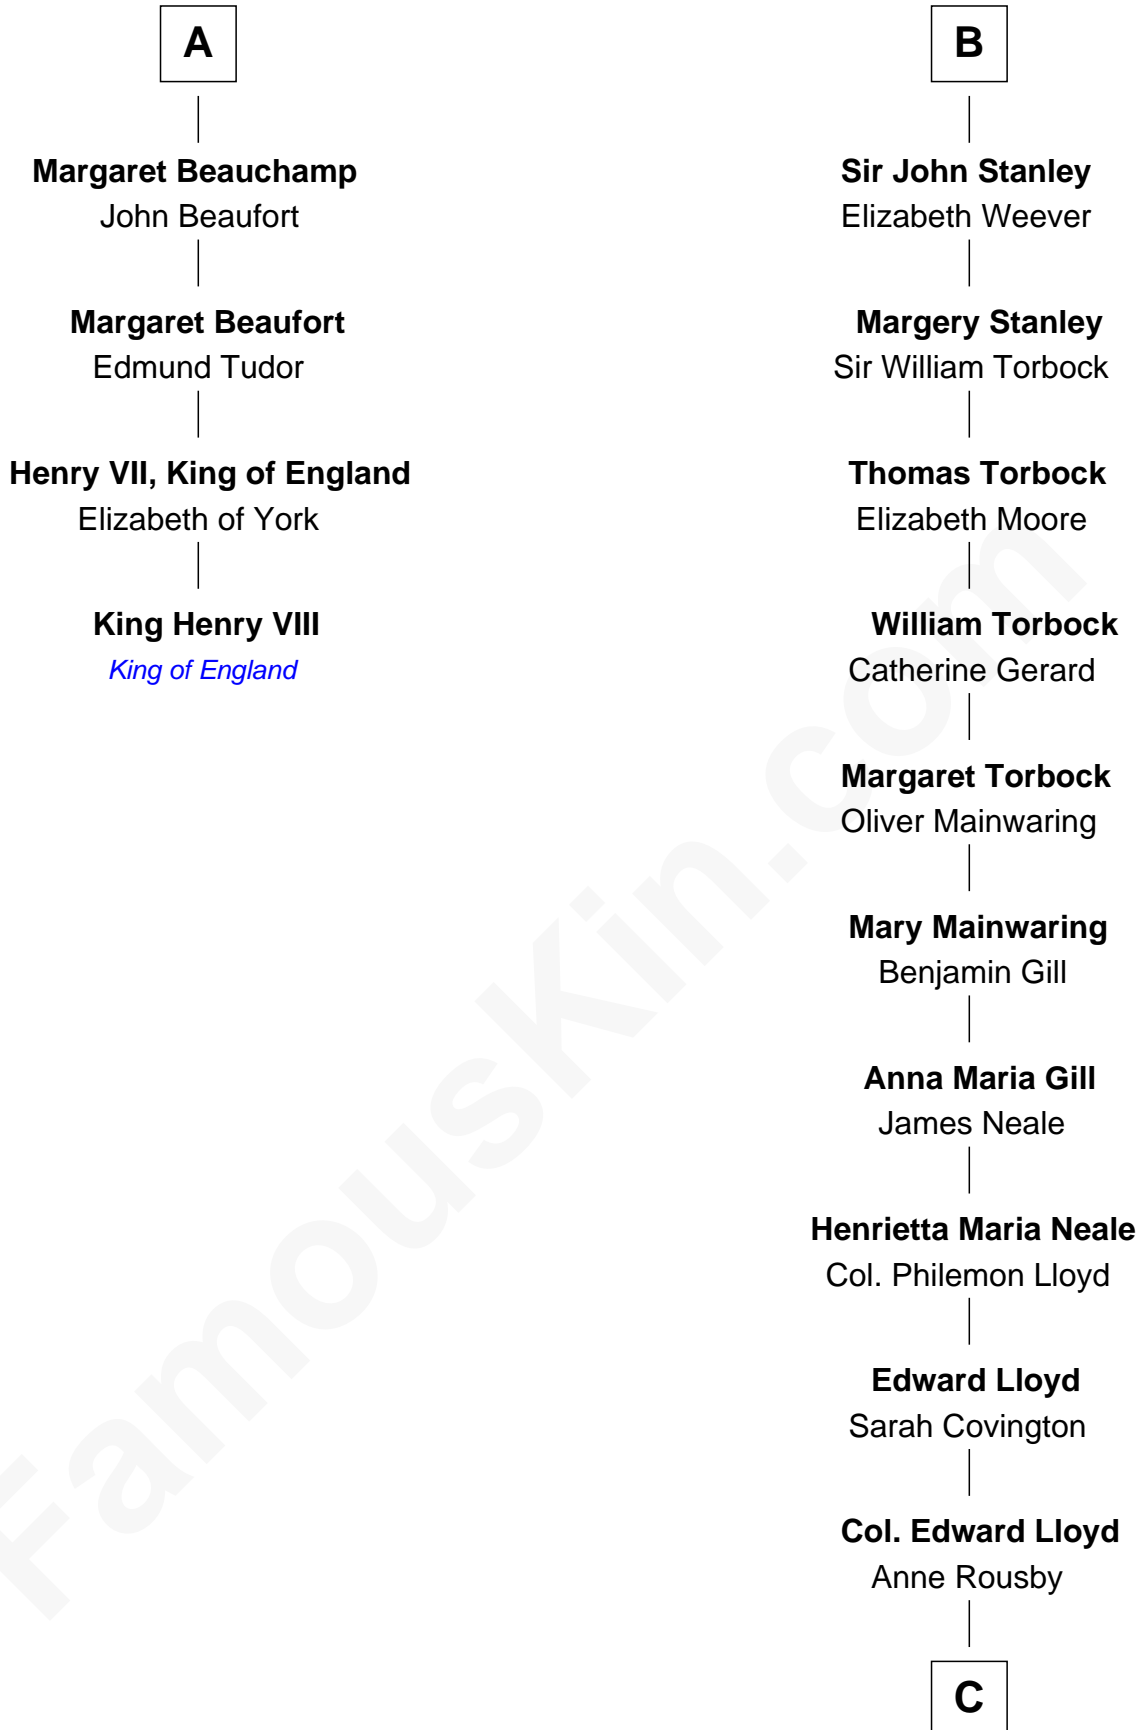 A
Margaret Beauchamp
John Beaufort
Margaret Beaufort
Edmund Tudor
Henry VII, King of England
Elizabeth of York
King Henry VIII
King of England
B
Sir John Stanley
Elizabeth Weever
Margery Stanley
Sir William Torbock
Thomas Torbock
Elizabeth Moore
William Torbock
Catherine Gerard
Margaret Torbock
Oliver Mainwaring
Mary Mainwaring
Benjamin Gill
Anna Maria Gill
James Neale
Henrietta Maria Neale
Col. Philemon Lloyd
Edward Lloyd
Sarah Covington
Col. Edward Lloyd
Anne Rousby
C
FamousKin.com